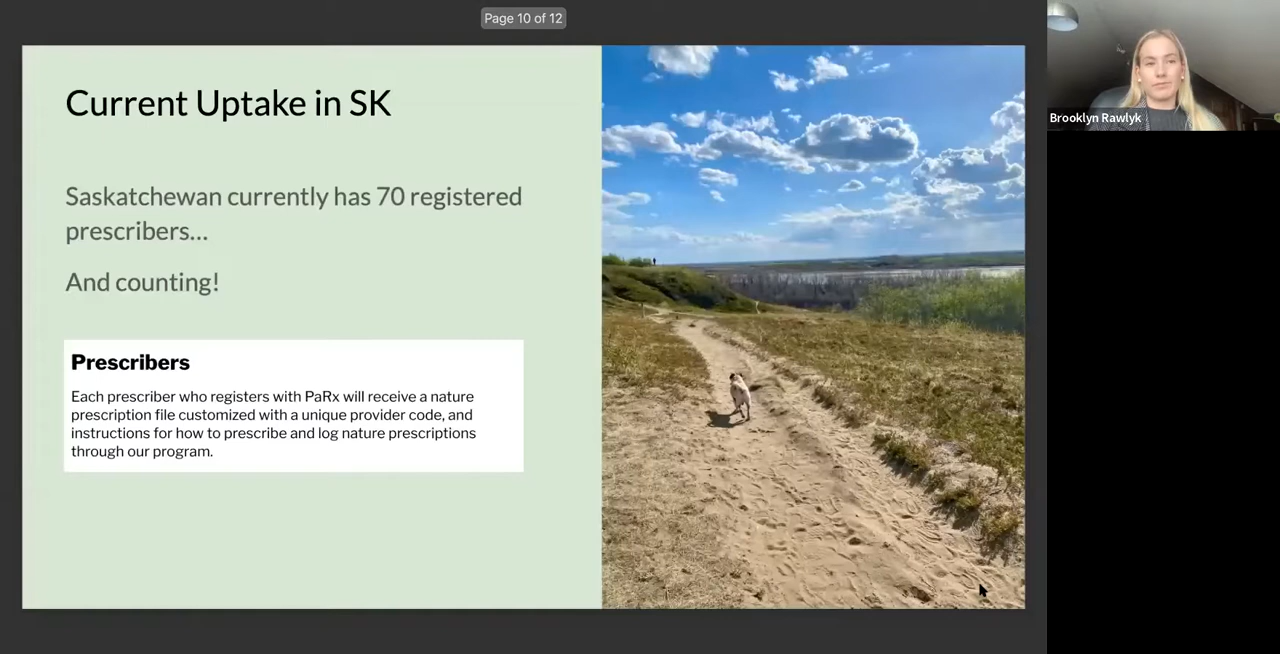 Page 10 of 12
Current Uptake in SK
Saskatchewan currently has 70 registered
prescribers...
And counting!
Prescribers
Each prescriber who registers with PaRx will receive a nature
prescription file customized with a unique provider code, and
instructions for how to prescribe and log nature prescriptions
through our program.
Brooklyn Rawlyk